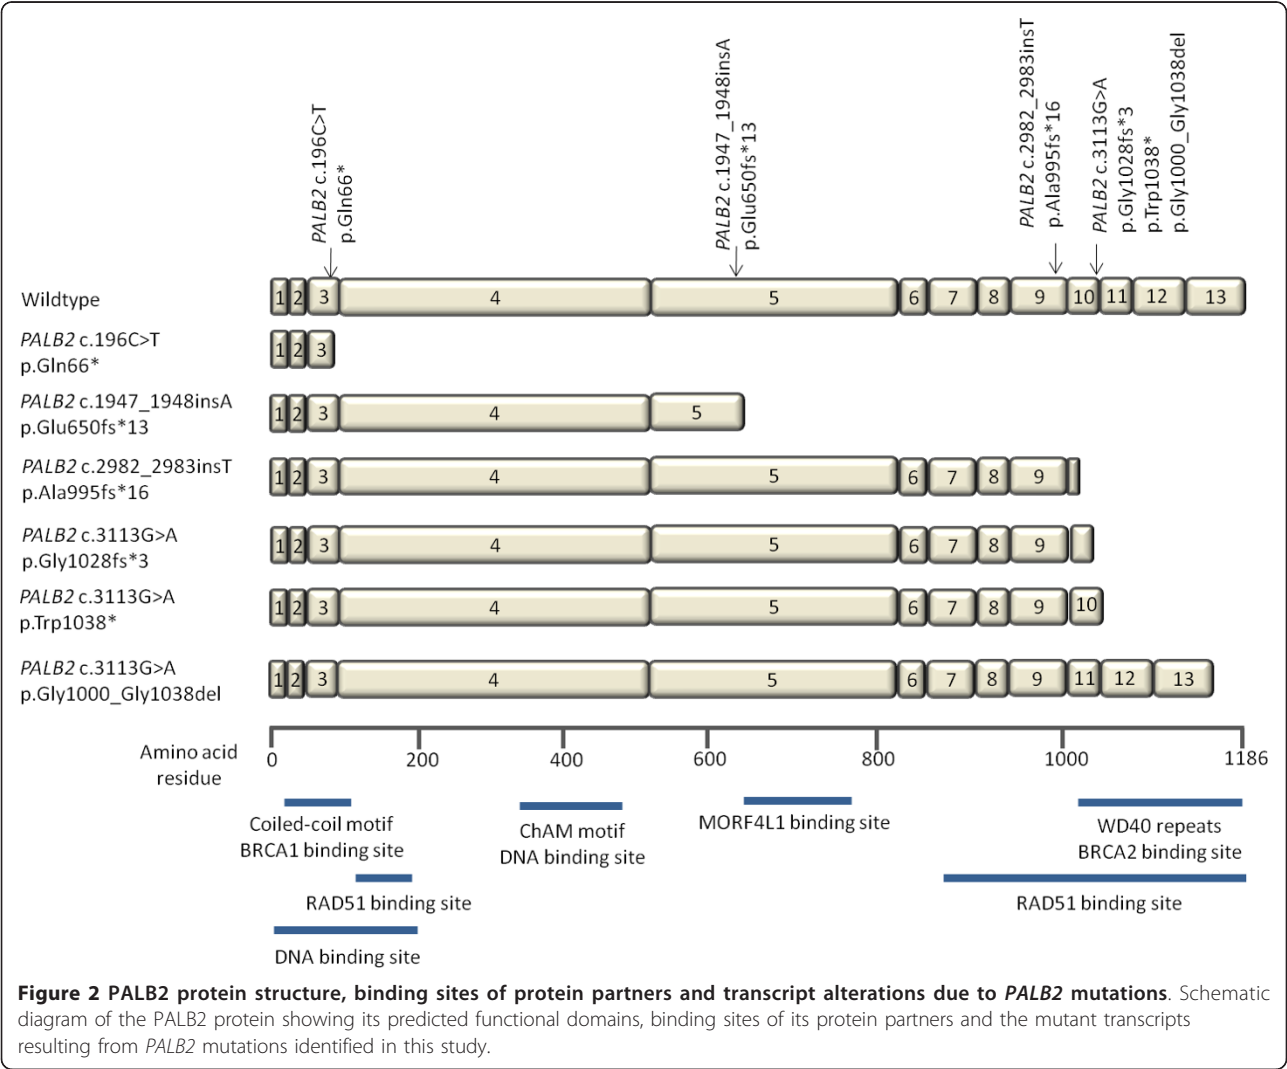 PALB2 c.196C>T
p.Gln66*
PALB2 c.1947_1948insA
p.Glu650fs*13
PALB2 c.2982_2983insT
p.Ala995fs*16
PALB2 c.3113G>A
p.Gly1028fs*3
p.Trp1038*
p.Gly1000_Gly1038del
Wildtype
1 2 3 4 5 6 7 8 9 10 11 12 13
PALB2 c.196C>T
p.Gln66*
1 2 3
PALB2 c.1947_1948insA
p.Glu650fs*13
1 2 3 4 5
PALB2 c.2982_2983insT
p.Ala995fs*16
1 2 3 4 5 6 7 8 9
PALB2 c.3113G>A
p.Gly1028fs*3
1 2 3 4 5 6 7 8 9
PALB2 c.3113G>A
p.Trp1038*
1 2 3 4 5 6 7 8 9 10
PALB2 c.3113G>A
p.Gly1000_Gly1038del
1 2 3 4 5 6 7 8 9 11 12 13
Amino acid
residue
0 200 400 600 800 1000 1186
Coiled-coil motif
BRCA1 binding site
ChAM motif
DNA binding site
MORF4L1 binding site
WD40 repeats
BRCA2 binding site
RAD51 binding site
RAD51 binding site
DNA binding site
Figure 2 PALB2 protein structure, binding sites of protein partners and transcript alterations due to PALB2 mutations. Schematic
diagram of the PALB2 protein showing its predicted functional domains, binding sites of its protein partners and the mutant transcripts
resulting from PALB2 mutations identified in this study.